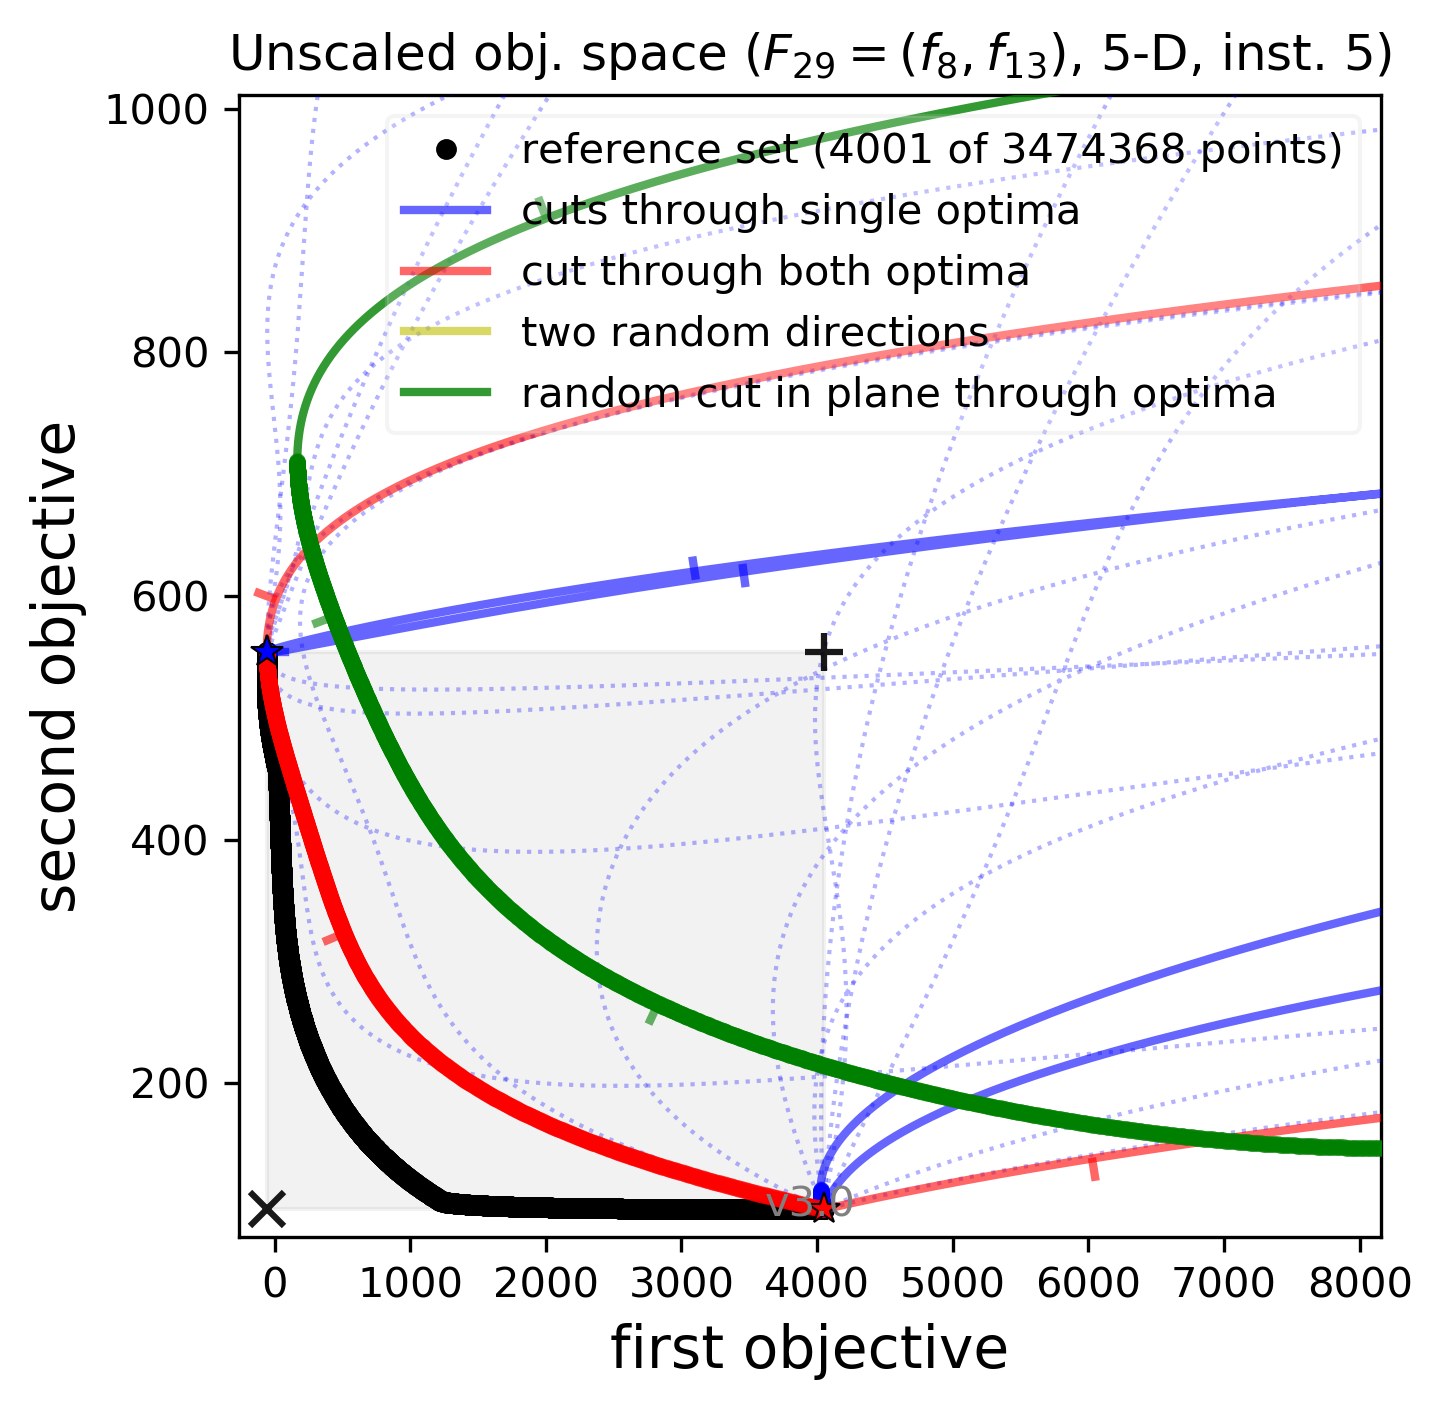 Unscaled obj. space (F₂₉ = (f₈, f₁₃), 5-D, inst. 5)
reference set (4001 of 3474368 points)
cuts through single optima
cut through both optima
two random directions
random cut in plane through optima
1000
800
600
400
200
second objective
v3.0
0 1000 2000 3000 4000 5000 6000 7000 8000
first objective